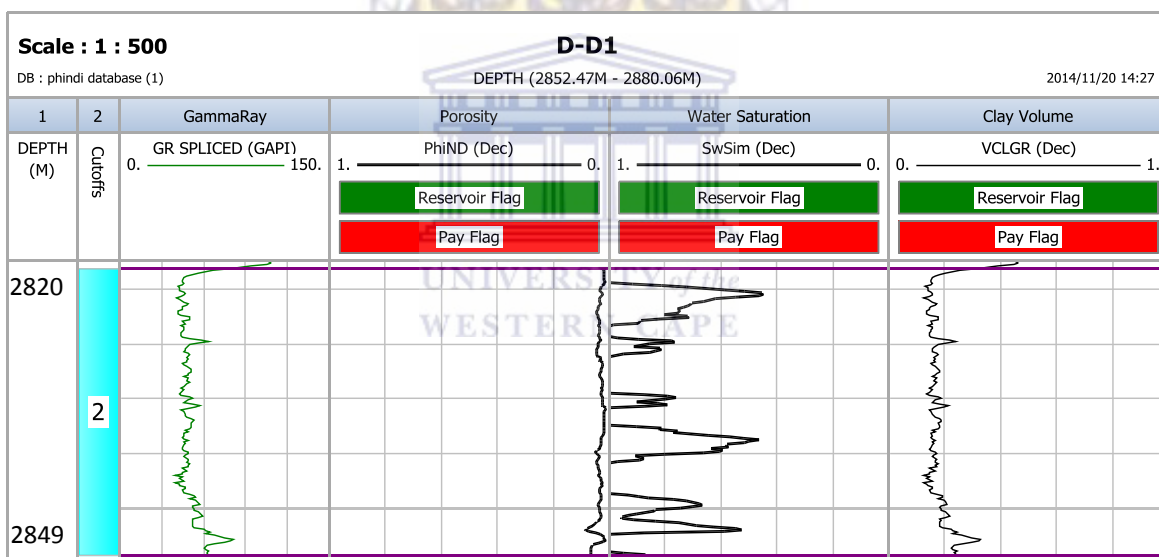 Scale : 1 : 500
D-D1
DB : phindi database (1)
DEPTH (2852.47M - 2880.06M)
2014/11/20 14:27
1 2 GammaRay Porosity Water Saturation Clay Volume
DEPTH (M)
Cutoffs
GR SPLICED (GAPI)
0. 150.
PhiND (Dec)
1. 0.
Reservoir Flag
Pay Flag
SwSim (Dec)
1. 0.
Reservoir Flag
Pay Flag
VCLGR (Dec)
0. 1.
Reservoir Flag
Pay Flag
UNIVERSITY of the
WESTERN CAPE
2820
2
2849